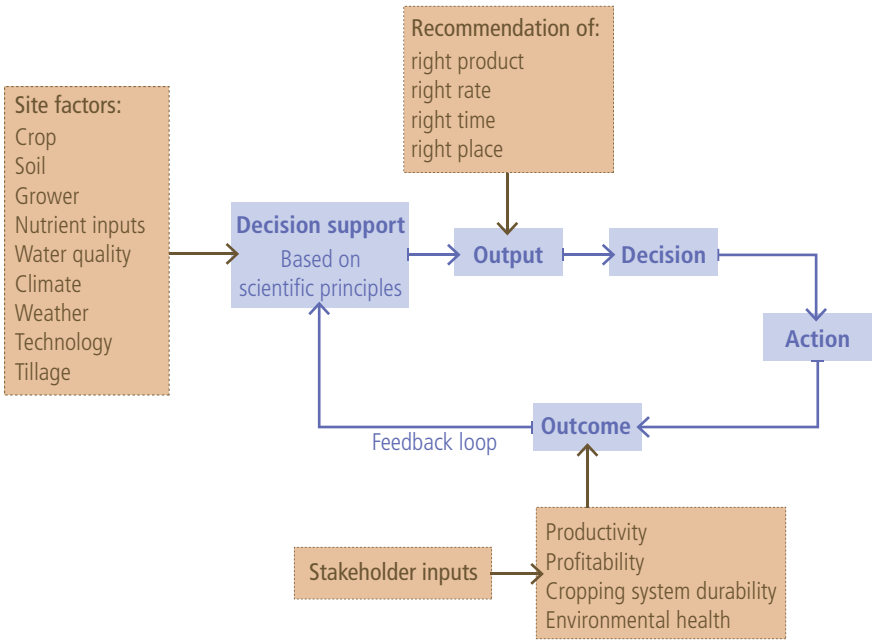 Recommendation of:
right product
right rate
right time
right place
Site factors:
Crop
Soil
Grower
Nutrient inputs
Water quality
Climate
Weather
Technology
Tillage
Decision support
Based on
scientific principles
Output
Decision
Action
Outcome
Feedback loop
Stakeholder inputs
Productivity
Profitability
Cropping system durability
Environmental health